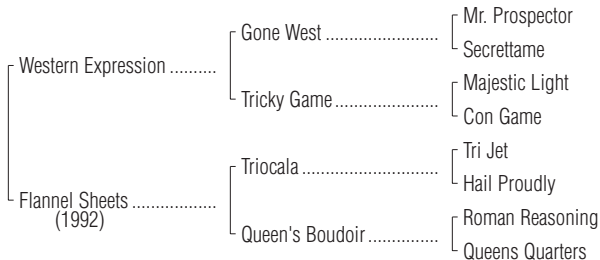 Mr. Prospector
Gone West ........................
Secrettame
Western Expression ..........
Majestic Light
Tricky Game ......................
Con Game
Tri Jet
Triocala .............................
Hail Proudly
Flannel Sheets ..................
(1992)
Roman Reasoning
Queen's Boudoir ...............
Queens Quarters